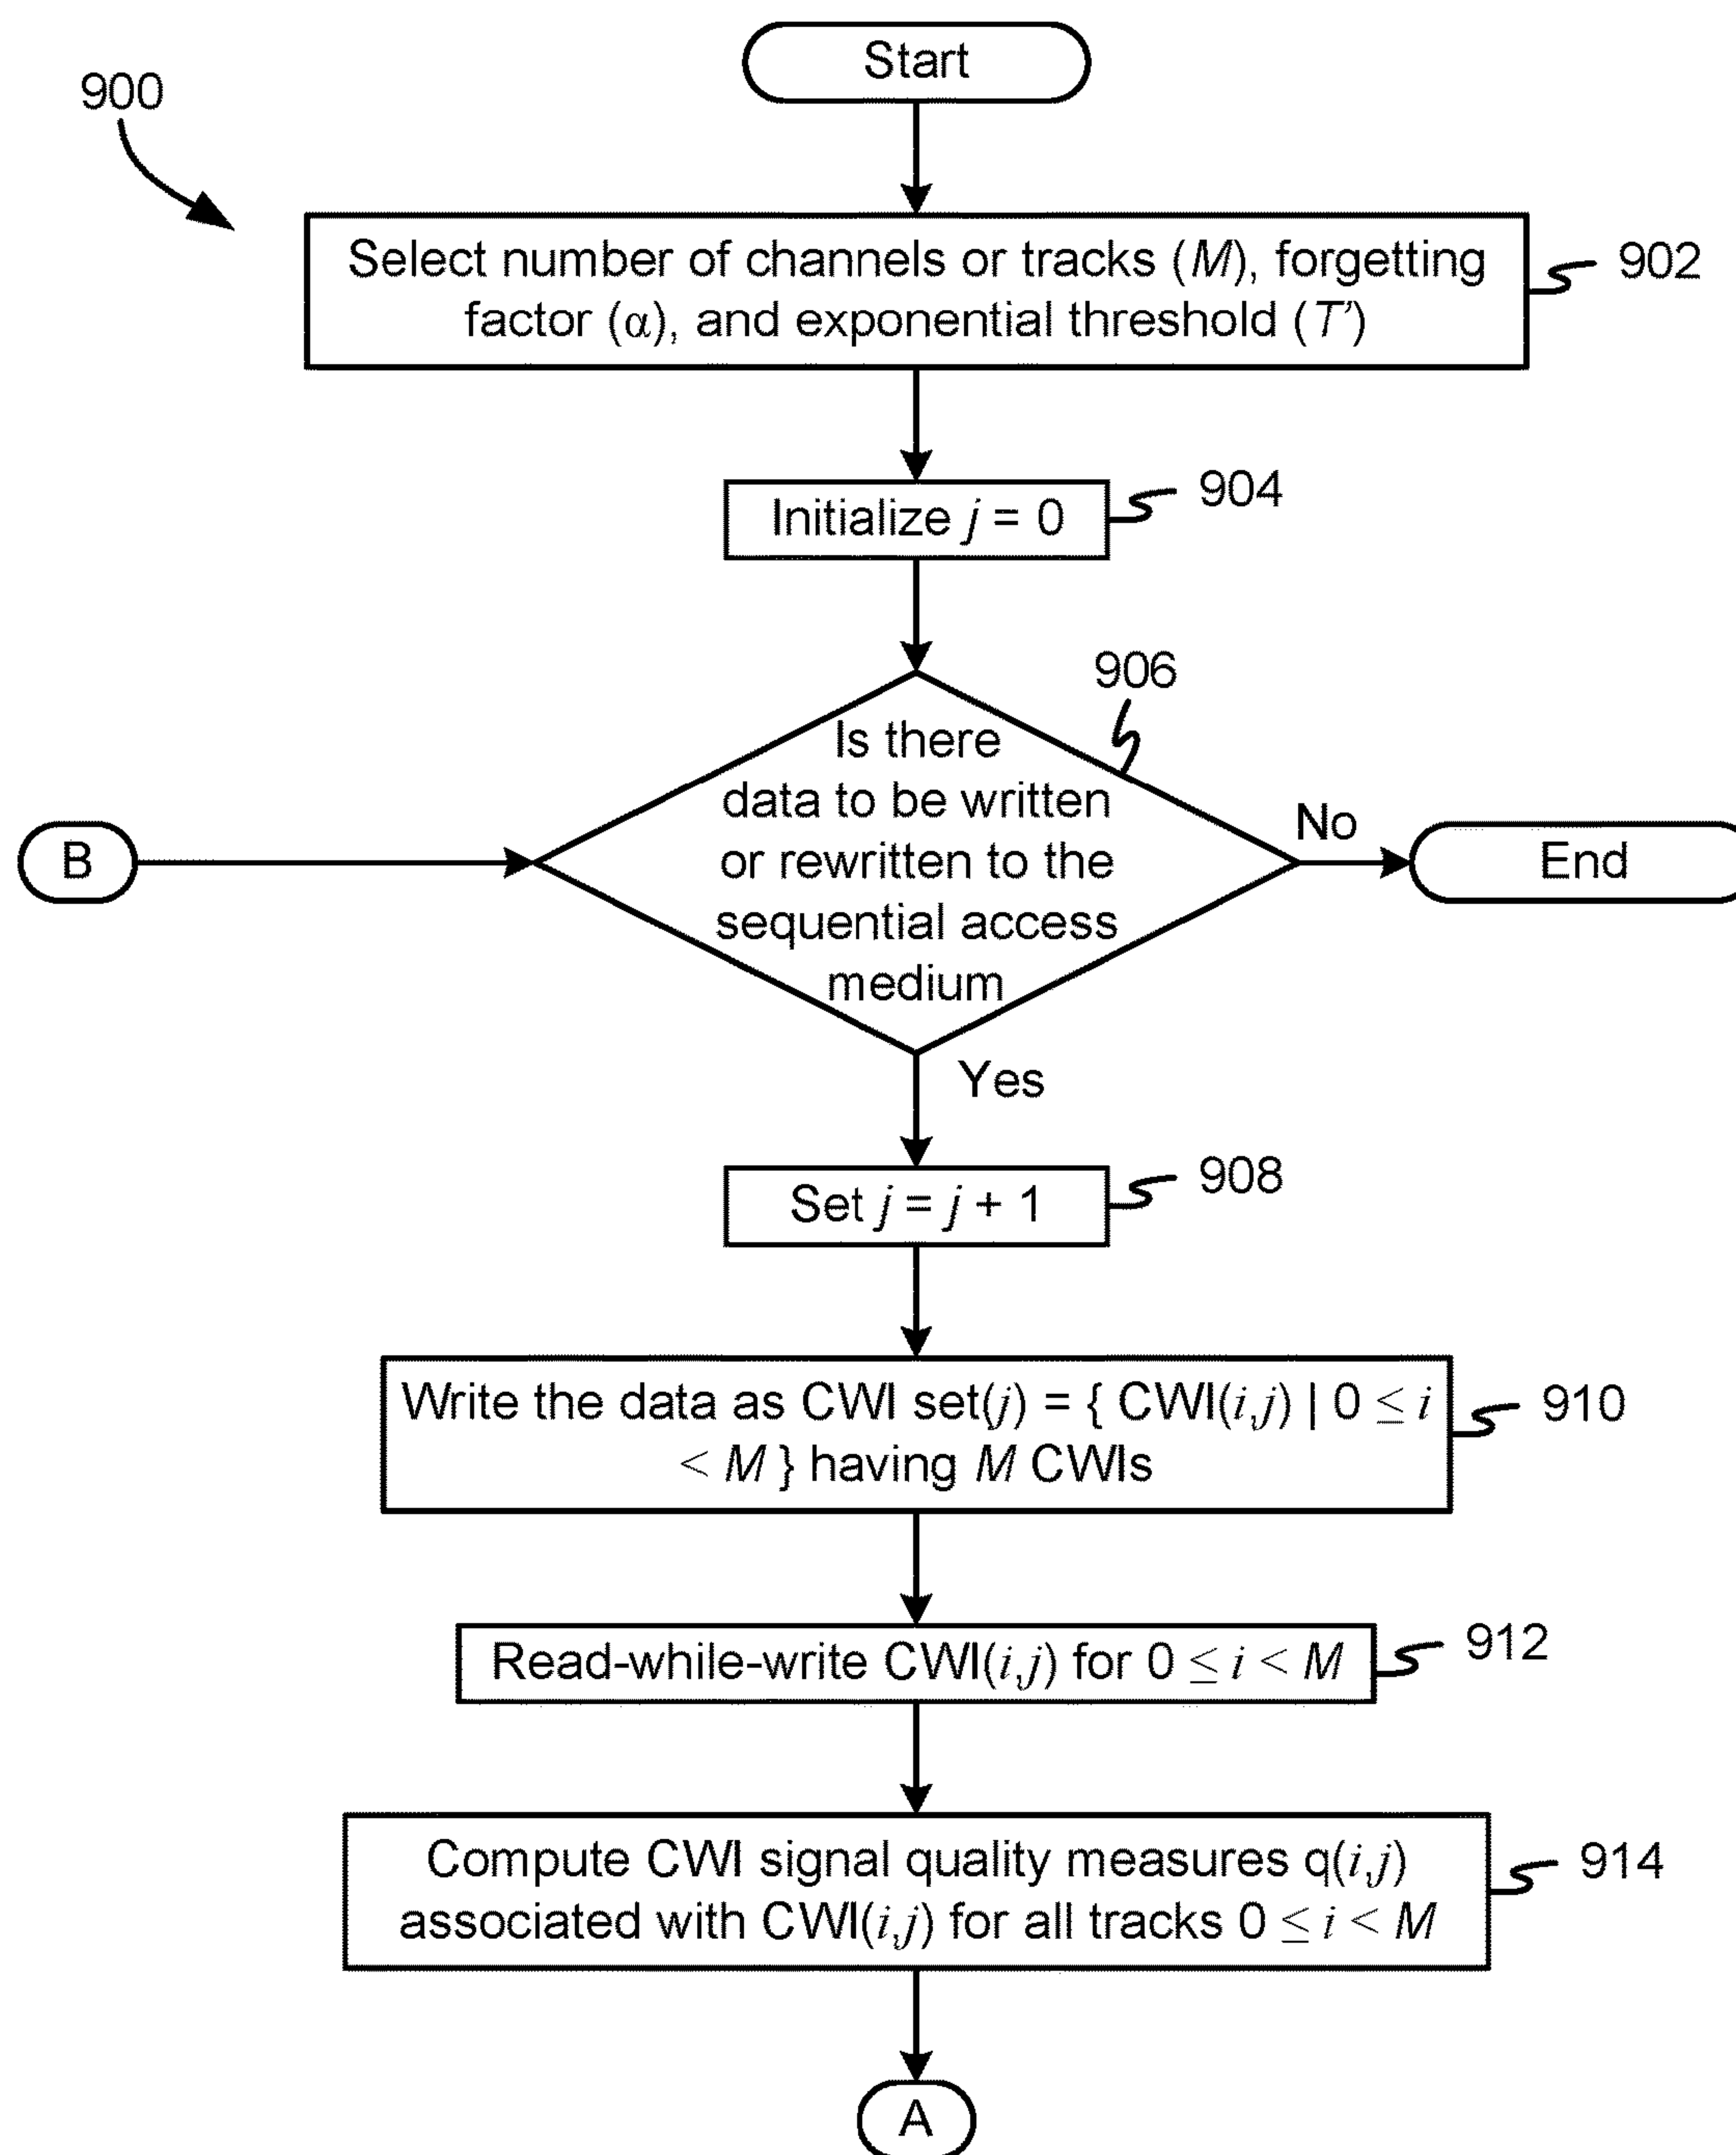 Start
900
Select number of channels or tracks (M), forgetting
factor (α), and exponential threshold (T’)
902
Initialize j = 0
904
906
Is there
data to be written
or rewritten to the
sequential access
medium
B
No
End
Yes
Set j = j + 1
908
Write the data as CWI set(j) = { CWI(i,j) | 0 ≤ i
< M } having M CWIs
910
Read-while-write CWI(i,j) for 0 ≤ i < M
912
Compute CWI signal quality measures q(i,j)
associated with CWI(i,j) for all tracks 0 ≤ i < M
914
A